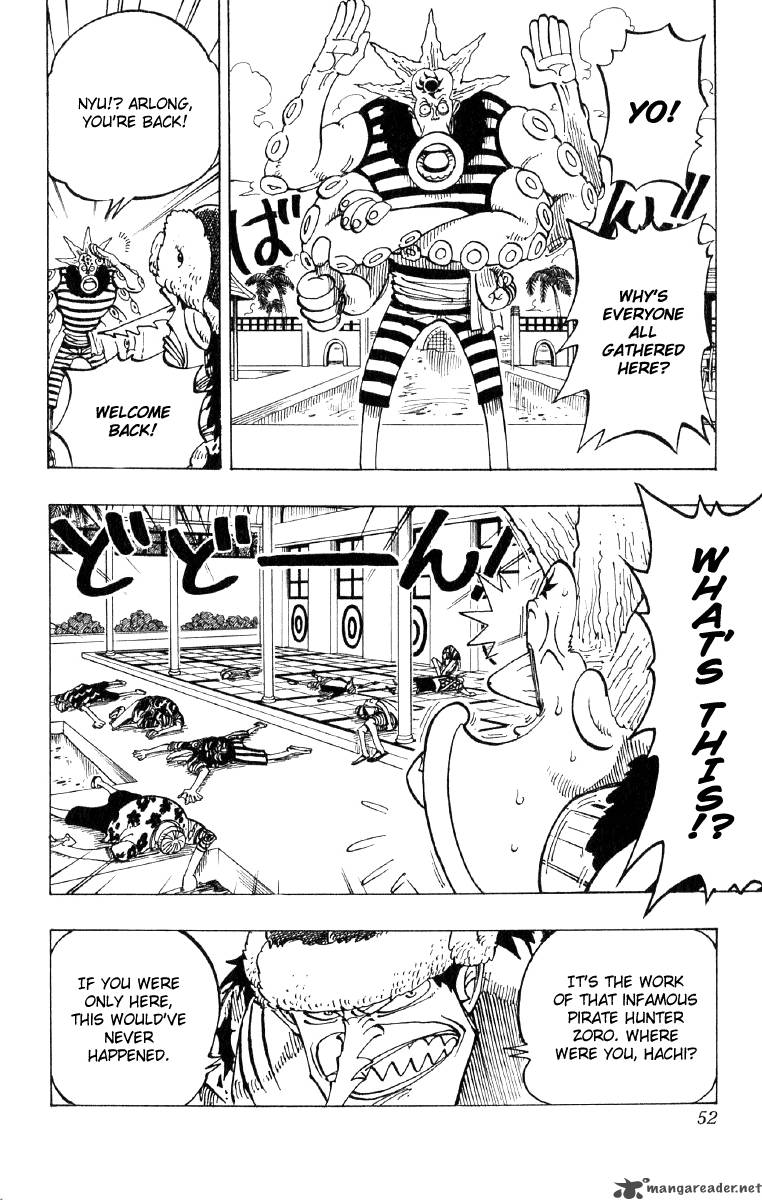 YO!
WHY'S
EVERYONE
ALL
GATHERED
HERE?
ばん!!
NYU!? ARLONG,
YOU'RE BACK!
WELCOME
BACK!
WHAT'S THIS!?
どどーーん!
IT'S THE WORK
OF THAT INFAMOUS
PIRATE HUNTER
ZORO. WHERE
WERE YOU, HACHI?
IF YOU WERE
ONLY HERE,
THIS WOULD'VE
NEVER
HAPPENED.
52
mangareader.net